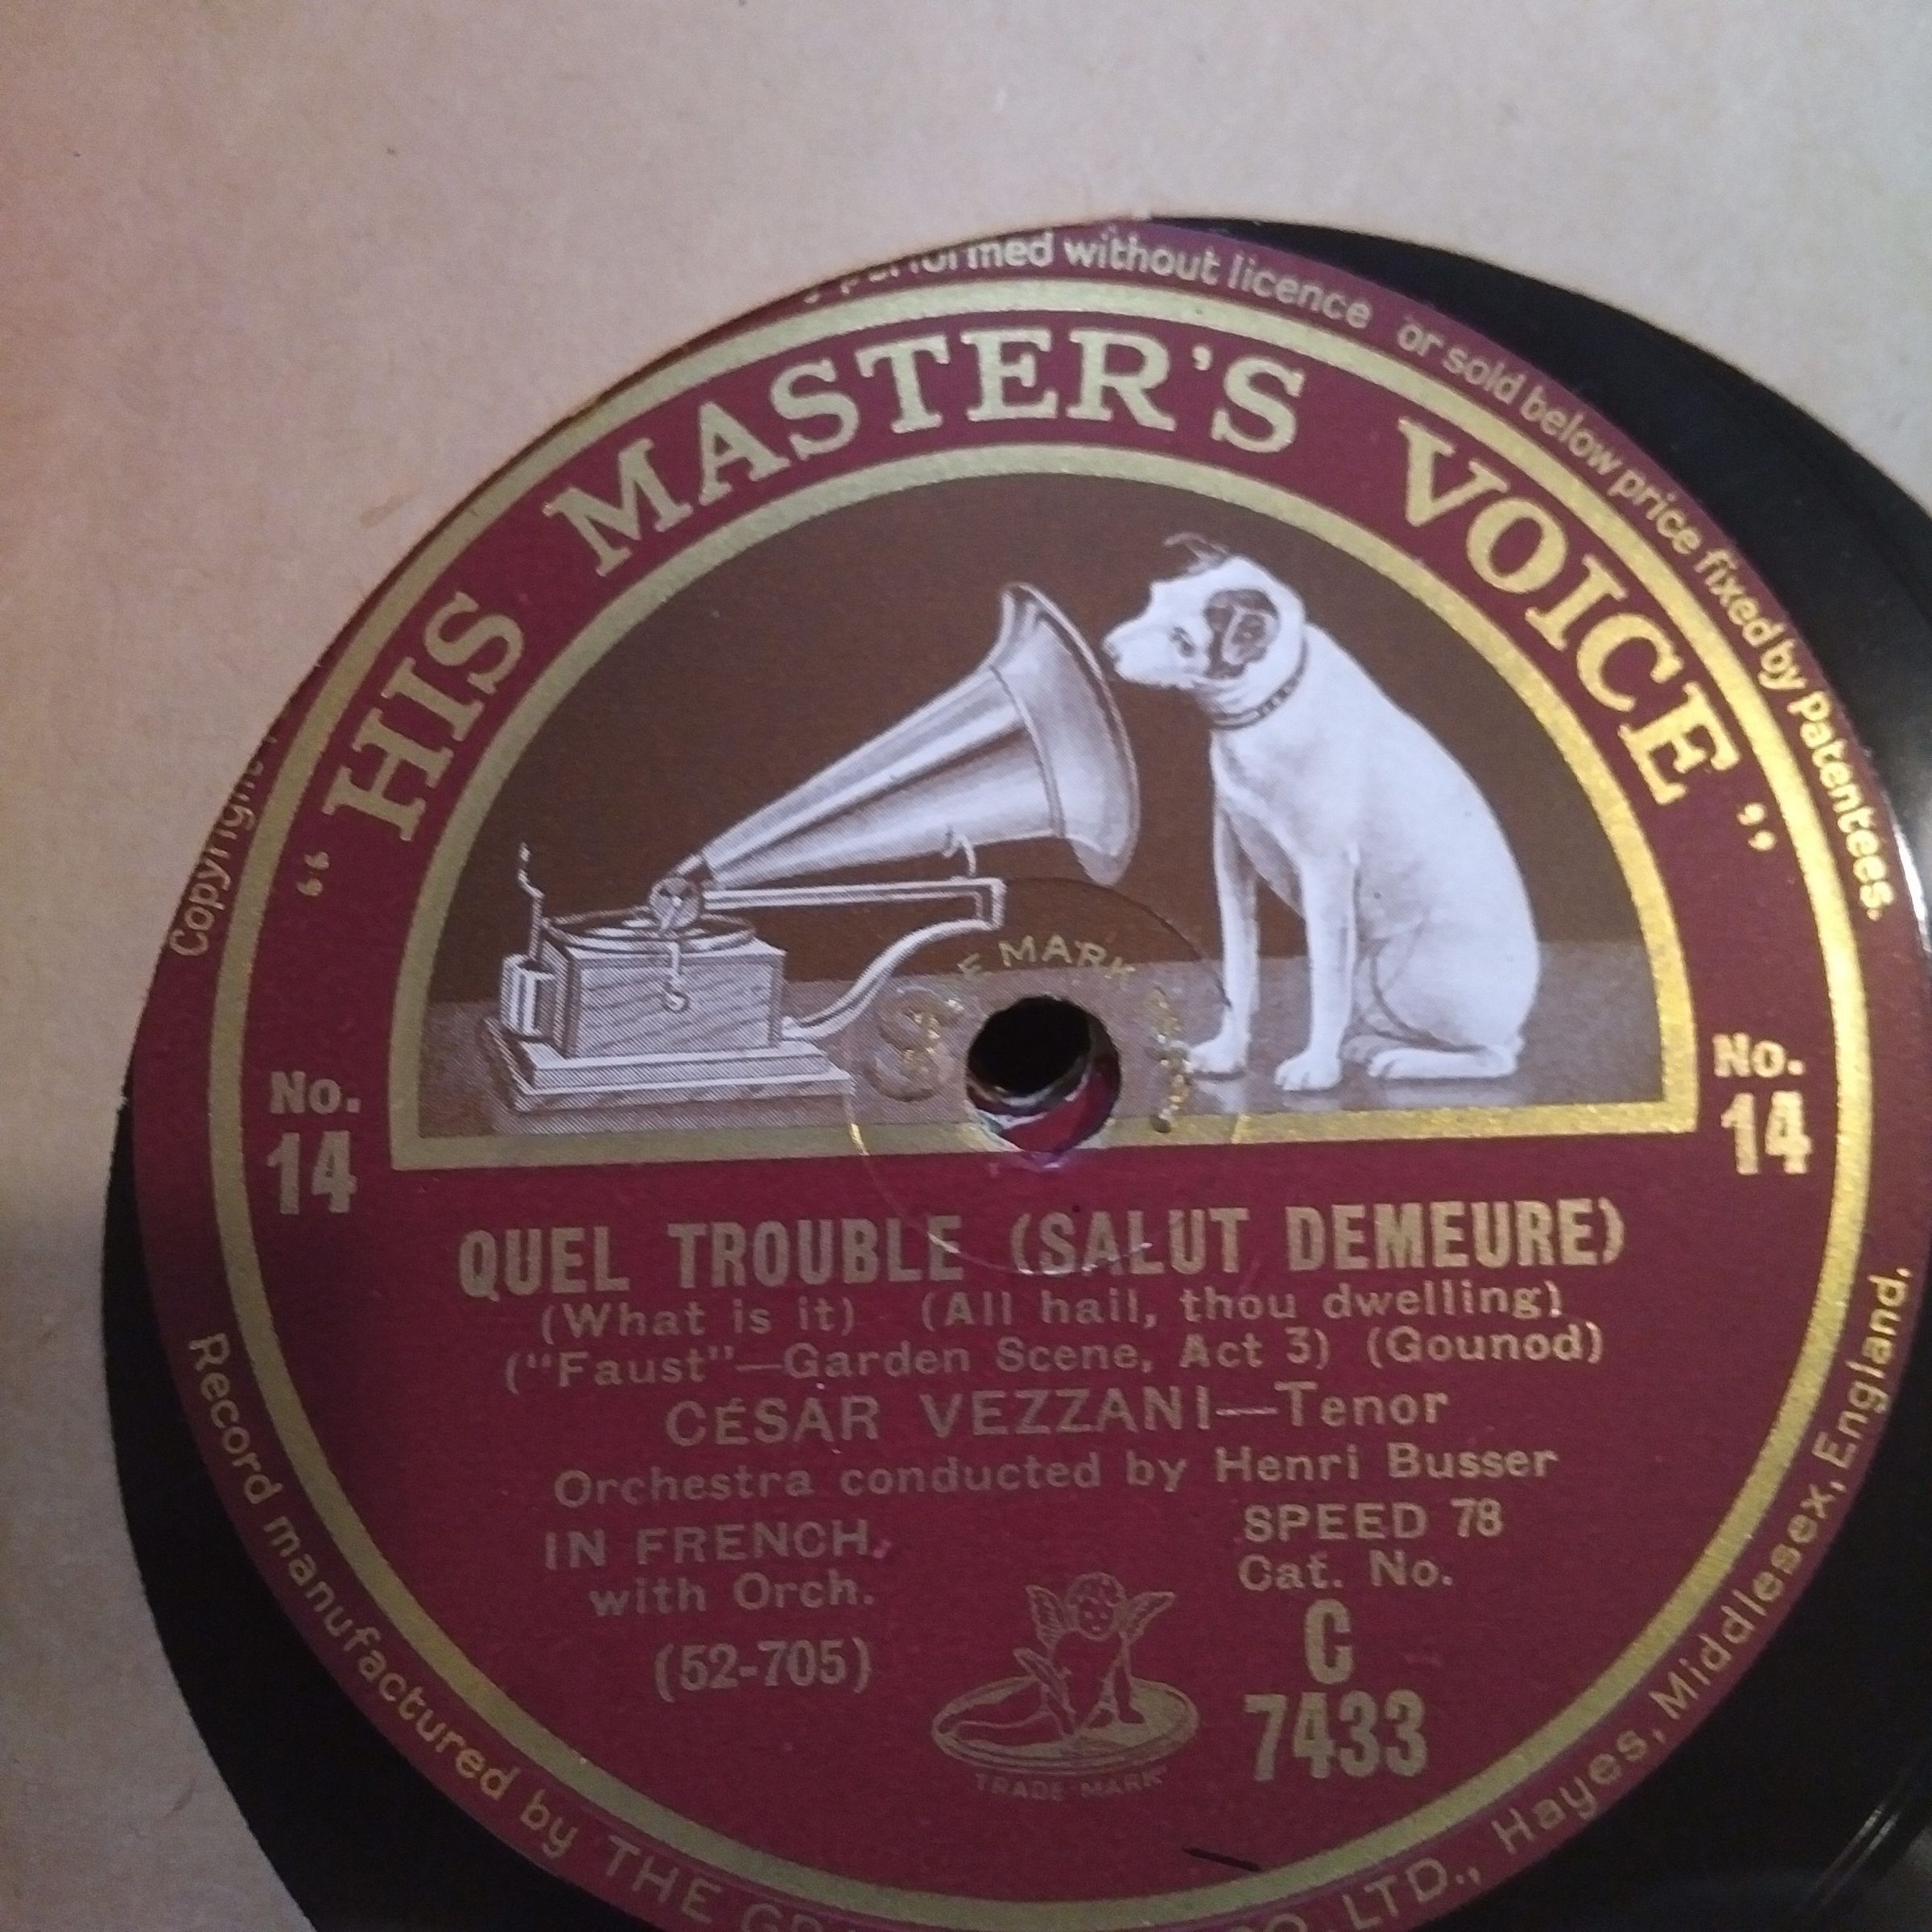 without licence or sold below price fixed by Patentees.
"HIS MASTER'S VOICE"
MARK
No.
14
No.
14
QUEL TROUBLE (SALUT DEMEURE)
(What is it) (All hail, thou dwelling)
("Faust"—Garden Scene, Act 3) (Gounod)
CÉSAR VEZZANI—Tenor
Orchestra conducted by Henri Busser
IN FRENCH,
with Orch.
(52-705)
SPEED 78
Cat. No.
C
7433
TRADE-MARK
Record manufactured by THE
LTD., Hayes, Middlesex, England.